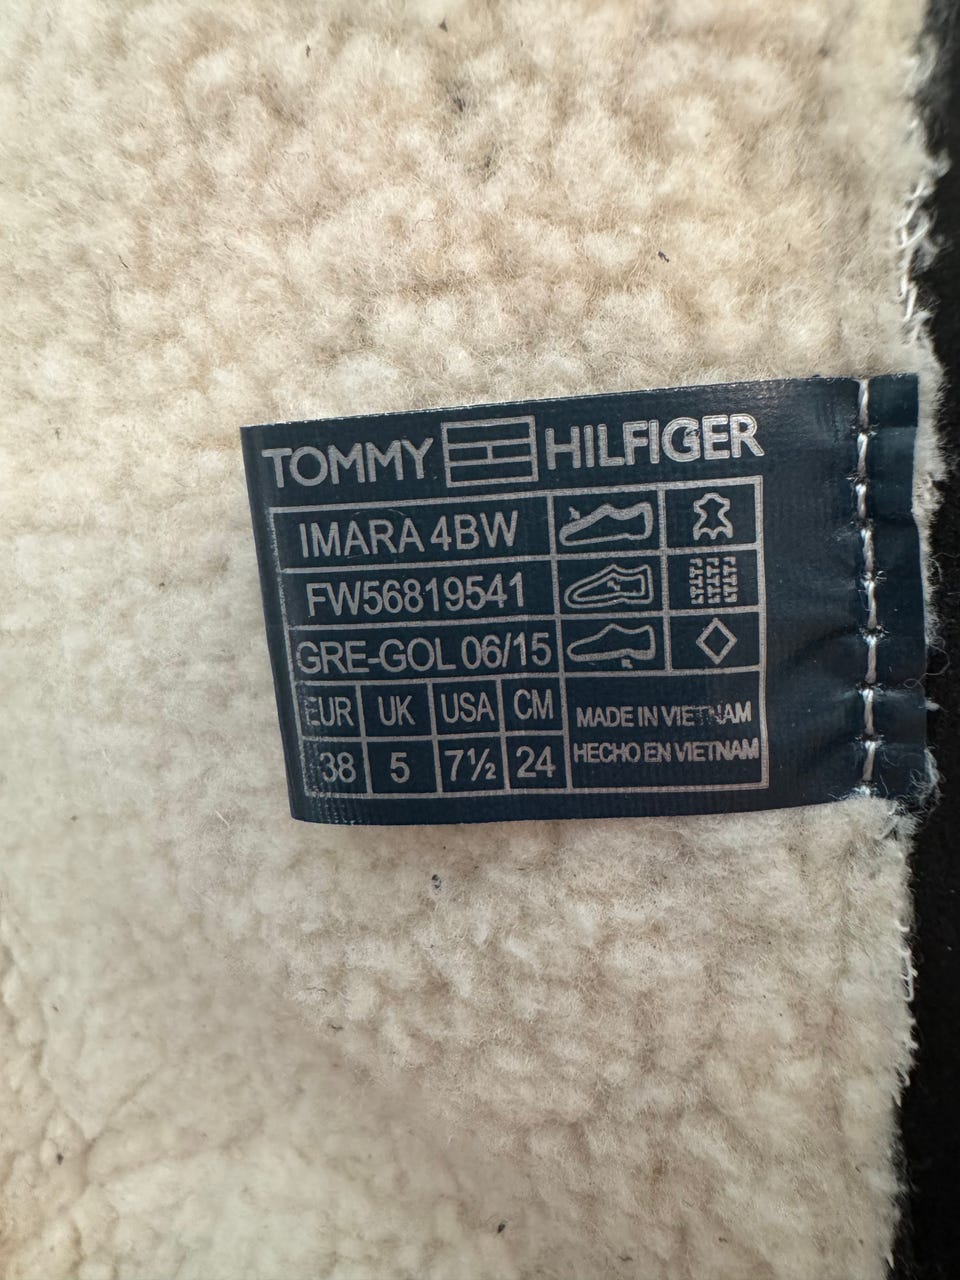 TOMMY HILFIGER
IMARA 4BW
FW56819541
GRE-GOL 06/15
EUR UK USA CM
38 5 7½ 24
MADE IN VIETNAM
HECHO EN VIETNAM